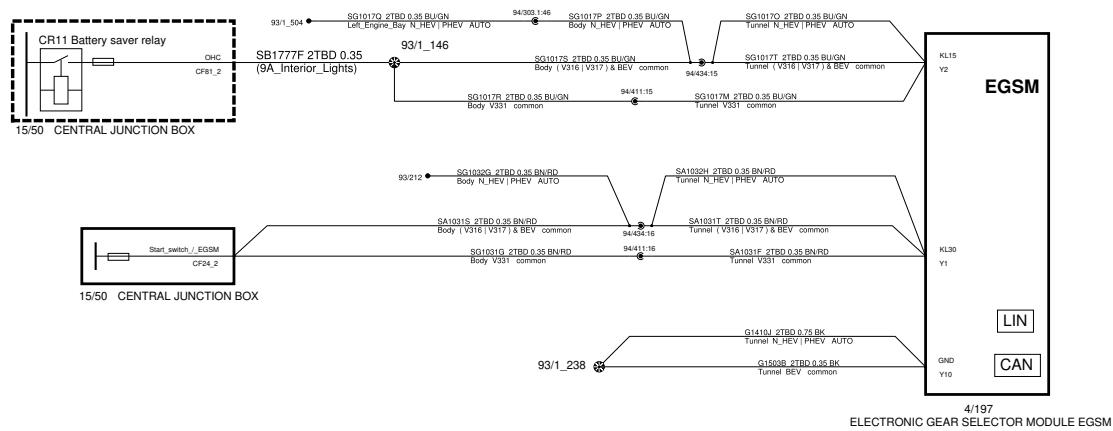 93/1_504
SG1017Q 2TBD 0.35 BU/GN
Left_Engine_Bay N_HEV | PHEV AUTO
94/303.1:46
SG1017P 2TBD 0.35 BU/GN
Body N_HEV | PHEV AUTO
SG1017O 2TBD 0.35 BU/GN
Tunnel N_HEV | PHEV AUTO
CR11 Battery saver relay
OHC
CF81_2
SB1777F 2TBD 0.35
(9A_Interior_Lights)
93/1_146
SG1017S 2TBD 0.35 BU/GN
Body ( V316 | V317 ) & BEV common
94/434:15
SG1017T 2TBD 0.35 BU/GN
Tunnel ( V316 | V317 ) & BEV common
KL15
Y2
EGSM
SG1017R 2TBD 0.35 BU/GN
Body V331 common
94/411:15
SG1017M 2TBD 0.35 BU/GN
Tunnel V331 common
15/50 CENTRAL JUNCTION BOX
93/212
SG1032G 2TBD 0.35 BN/RD
Body N_HEV | PHEV AUTO
SA1032H 2TBD 0.35 BN/RD
Tunnel N_HEV | PHEV AUTO
SA1031S 2TBD 0.35 BN/RD
Body ( V316 | V317 ) & BEV common
94/434:16
SA1031T 2TBD 0.35 BN/RD
Tunnel ( V316 | V317 ) & BEV common
Start_switch_/_EGSM
CF24_2
SG1031G 2TBD 0.35 BN/RD
Body V331 common
94/411:16
SA1031F 2TBD 0.35 BN/RD
Tunnel V331 common
KL30
Y1
15/50 CENTRAL JUNCTION BOX
LIN
G1410J 2TBD 0.75 BK
Tunnel N_HEV | PHEV AUTO
93/1_238
G1503B 2TBD 0.35 BK
Tunnel BEV common
GND
Y10
CAN
4/197
ELECTRONIC GEAR SELECTOR MODULE EGSM